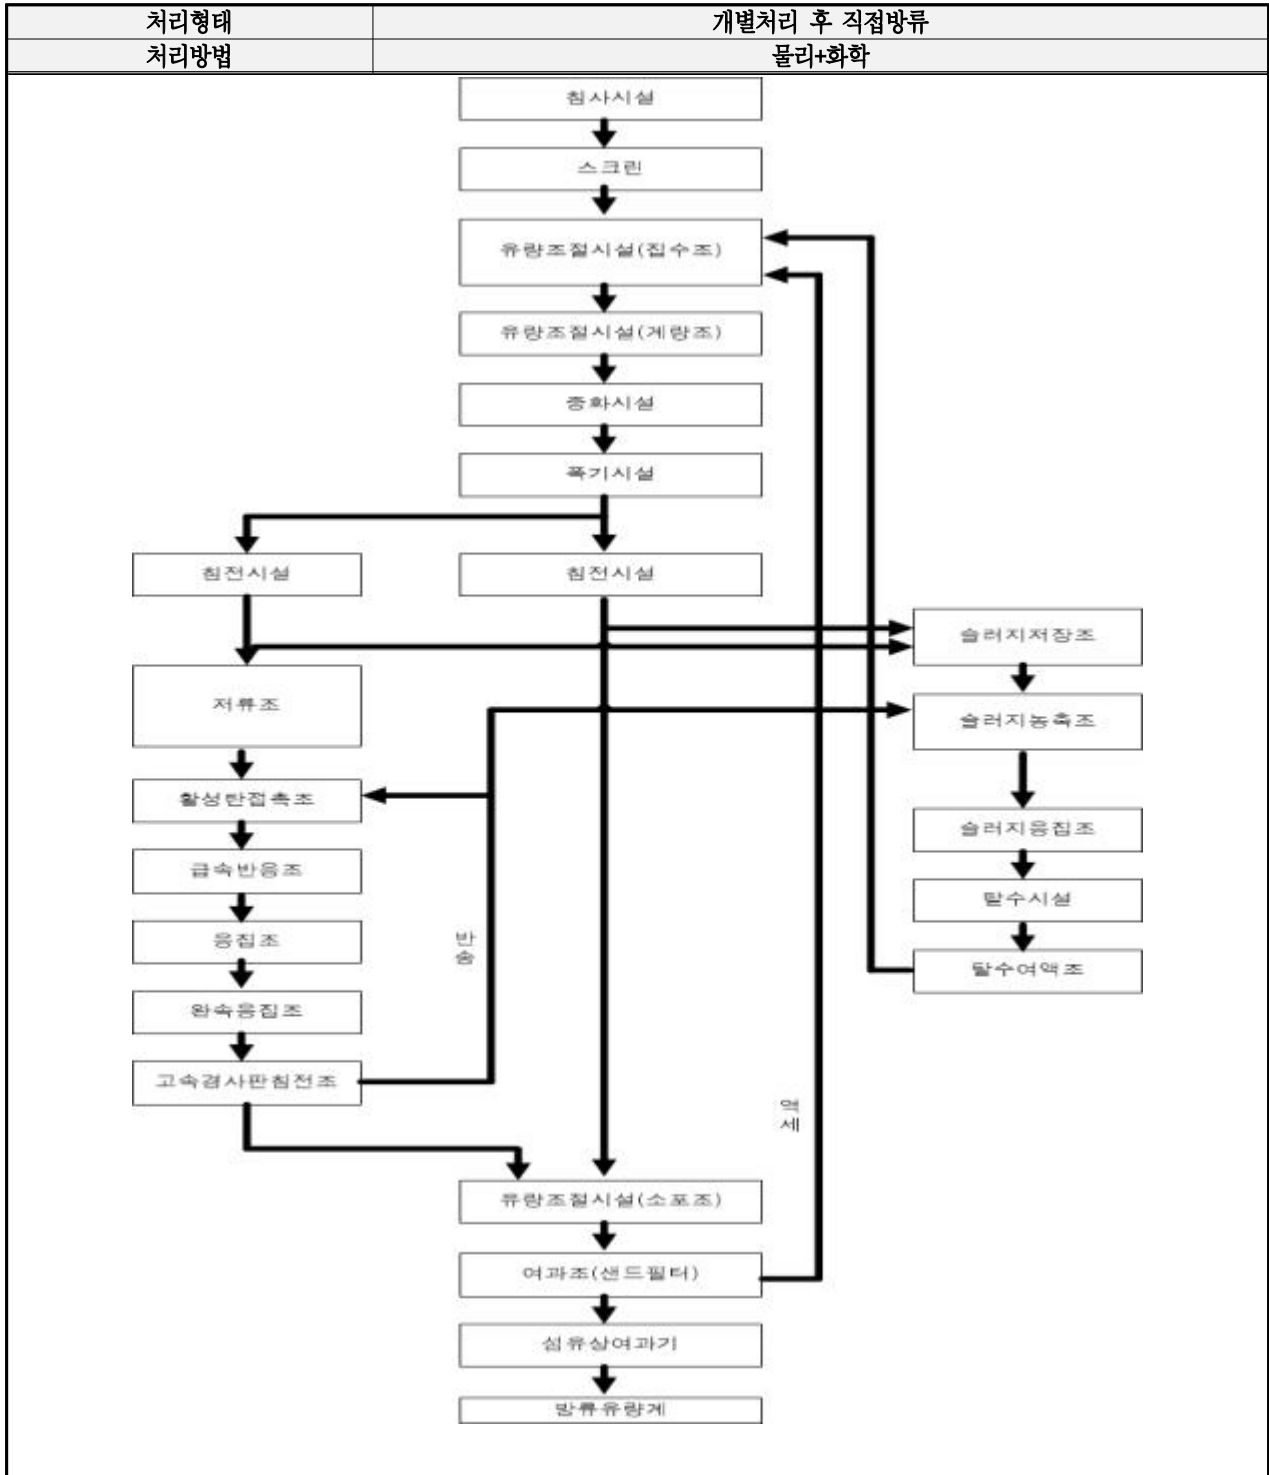 처리형태
개별처리 후 직접방류
처리방법
물리+화학
침사시설
스크린
유량조절시설(집수조)
유량조절시설(계량조)
중화시설
폭기시설
침전시설
침전시설
슬러지저장조
저류조
슬러지농축조
활성탄접촉조
슬러지응집조
급속반응조
탈수시설
응집조
반송
탈수여액조
완속응집조
고속경사판침전조
역세
유량조절시설(소포조)
여과조(샌드필터)
섬유상여과기
방류유량계